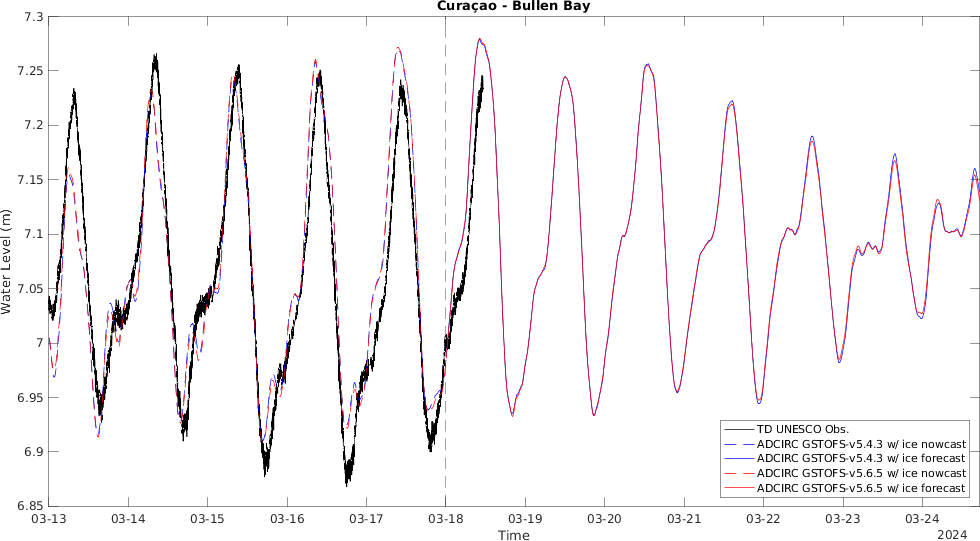 Curaçao - Bullen Bay
Water Level (m)
7.3
7.25
7.2
7.15
7.1
7.05
7
6.95
6.9
6.85
TD UNESCO Obs.
ADCIRC GSTOFS-v5.4.3 w/ ice nowcast
ADCIRC GSTOFS-v5.4.3 w/ ice forecast
ADCIRC GSTOFS-v5.6.5 w/ ice nowcast
ADCIRC GSTOFS-v5.6.5 w/ ice forecast
03-13 03-14 03-15 03-16 03-17 03-18 03-19 03-20 03-21 03-22 03-23 03-24
Time
2024